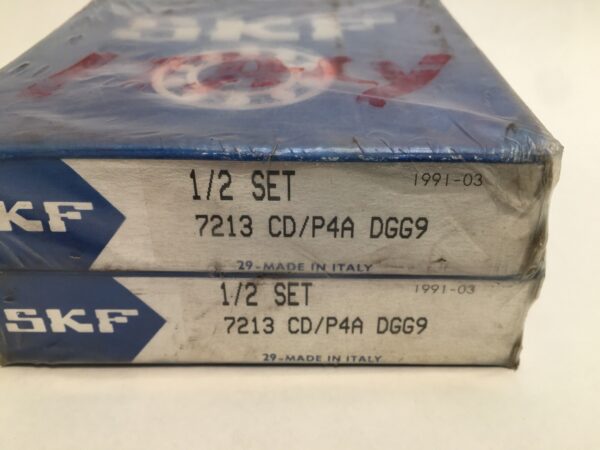 SKF
KF
1/2 SET
1991-03
7213 CD/P4A DGG9
29-MADE IN ITALY
SKF
1/2 SET
1991-03
7213 CD/P4A DGG9
29-MADE IN ITALY